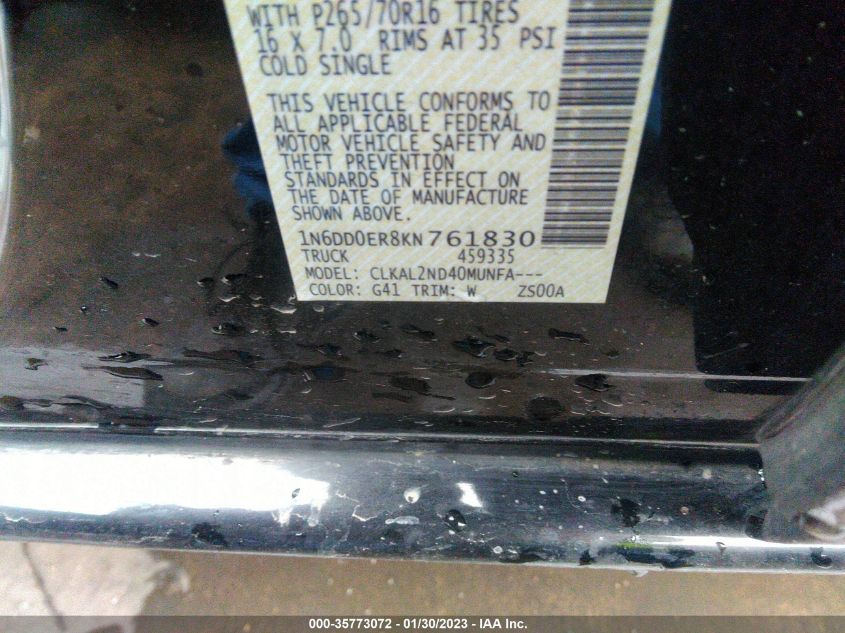 WITH P265/70R16 TIRES
16 X 7.0 RIMS AT 35 PSI
COLD SINGLE
THIS VEHICLE CONFORMS TO
ALL APPLICABLE FEDERAL
MOTOR VEHICLE SAFETY AND
THEFT PREVENTION
STANDARDS IN EFFECT ON
THE DATE OF MANUFACTURE
SHOWN ABOVE.
1N6DD0ER8KN761830
TRUCK 459335
MODEL: CLKAL2ND40MUNFA---
COLOR: G41 TRIM: W ZS00A
000-35773072 / 01/30/2023 - IAA Inc.